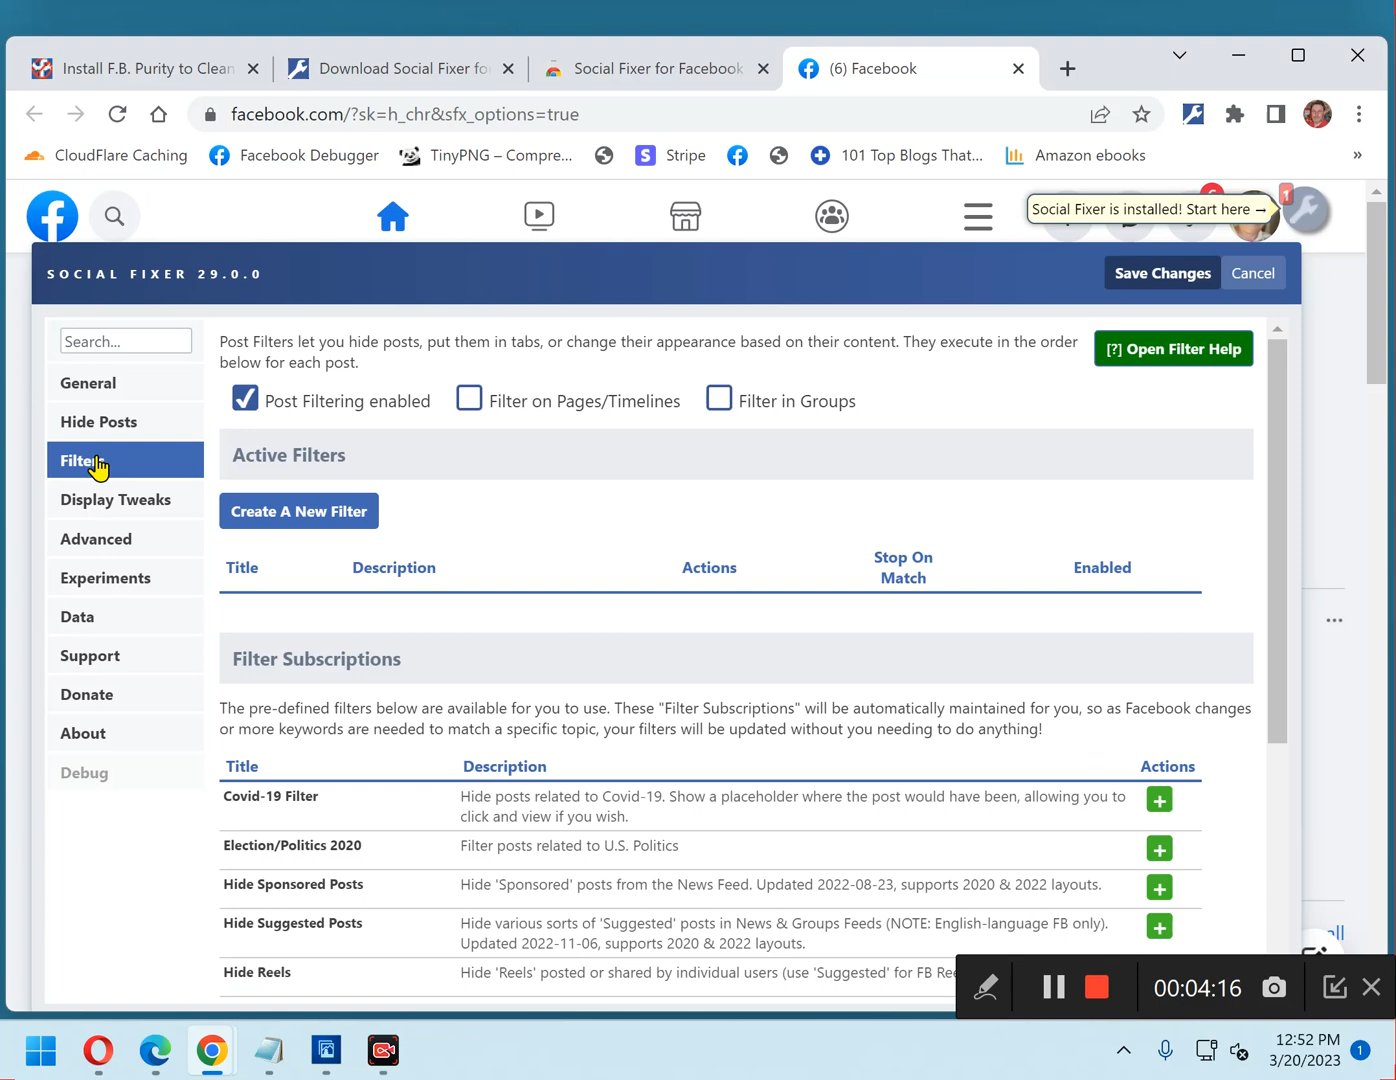 Install F.B. Purity to Clean
Download Social Fixer fo
Social Fixer for Facebook
(6) Facebook
facebook.com/?sk=h_chr&sfx_options=true
CloudFlare Caching
Facebook Debugger
TinyPNG – Compre...
Stripe
101 Top Blogs That...
Amazon ebooks
»
Social Fixer is installed! Start here →
1
SOCIAL FIXER 29.0.0
Save Changes
Cancel
Search...
General
Hide Posts
Filters
Display Tweaks
Advanced
Experiments
Data
Support
Donate
About
Debug
Post Filters let you hide posts, put them in tabs, or change their appearance based on their content. They execute in the order
below for each post.
[?] Open Filter Help
Post Filtering enabled
Filter on Pages/Timelines
Filter in Groups
Active Filters
Create A New Filter
Title
Description
Actions
Stop On
Match
Enabled
Filter Subscriptions
The pre-defined filters below are available for you to use. These "Filter Subscriptions" will be automatically maintained for you, so as Facebook changes
or more keywords are needed to match a specific topic, your filters will be updated without you needing to do anything!
Title
Description
Actions
Covid-19 Filter
Hide posts related to Covid-19. Show a placeholder where the post would have been, allowing you to
click and view if you wish.
Election/Politics 2020
Filter posts related to U.S. Politics
Hide Sponsored Posts
Hide 'Sponsored' posts from the News Feed. Updated 2022-08-23, supports 2020 & 2022 layouts.
Hide Suggested Posts
Hide various sorts of 'Suggested' posts in News & Groups Feeds (NOTE: English-language FB only).
Updated 2022-11-06, supports 2020 & 2022 layouts.
Hide Reels
Hide 'Reels' posted or shared by individual users (use 'Suggested' for FB Ree
00:04:16
12:52 PM
3/20/2023
1